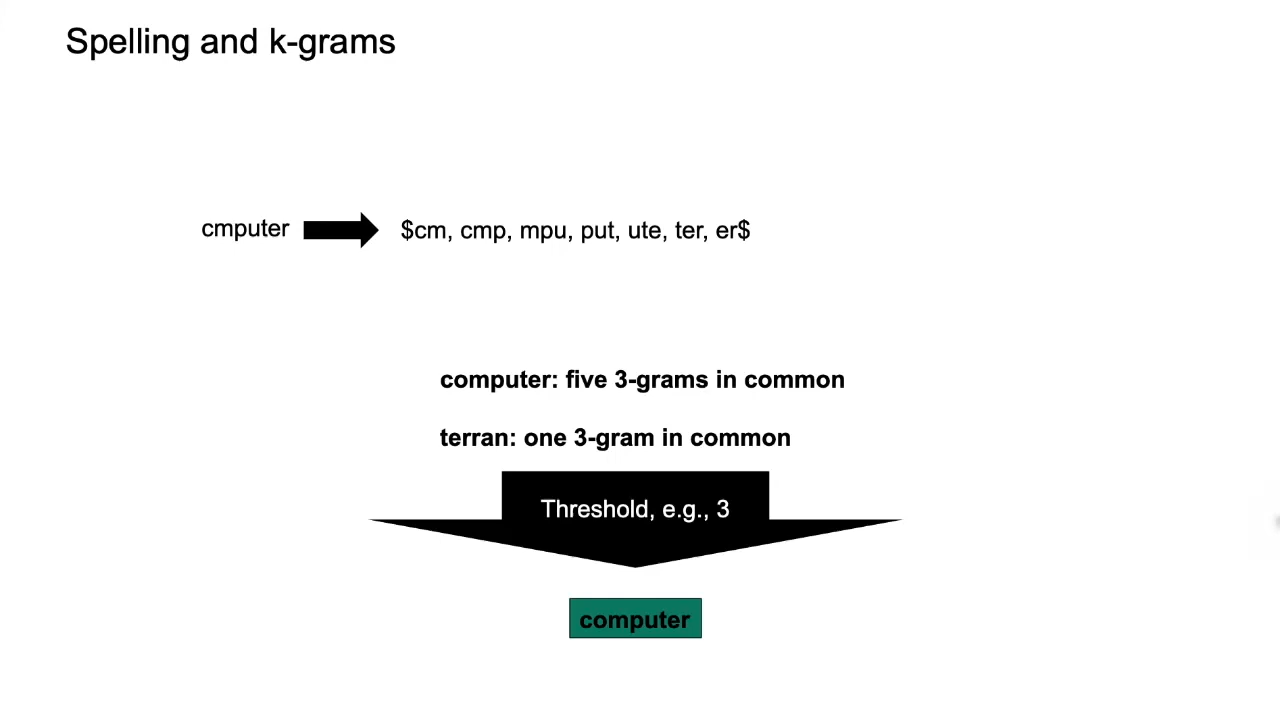 Spelling and k-grams
cmputer $cm, cmp, mpu, put, ute, ter, er$
computer: five 3-grams in common
terran: one 3-gram in common
Threshold, e.g., 3
computer